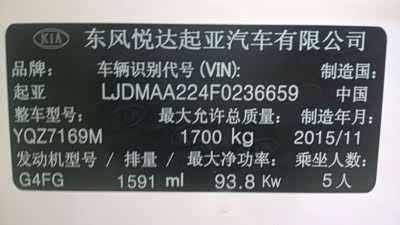 KIA 东风悦达起亚汽车有限公司
品牌: 车辆识别代号(VIN): 制造国:
起亚 LJDMAA224F0236659 中国
整车型号: 最大允许总质量: 制造年月:
YQZ7169M 1700 kg 2015/11
发动机型号/排量/最大净功率: 乘坐人数:
G4FG 1591 ml 93.8 Kw 5人